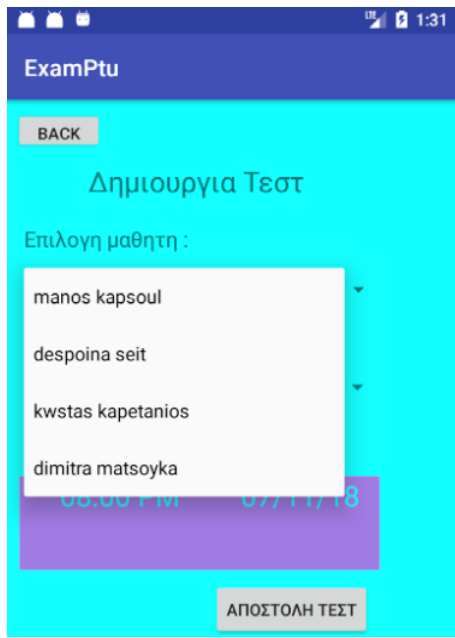 LTE 1:31
ExamPtu
BACK
Δημιουργια Τεστ
Επιλογη μαθητη :
manos kapsoul
despoina seit
kwstas kapetanios
dimitra matsoyka
08:00 PM 07/11/18
ΑΠΟΣΤΟΛΗ ΤΕΣΤ